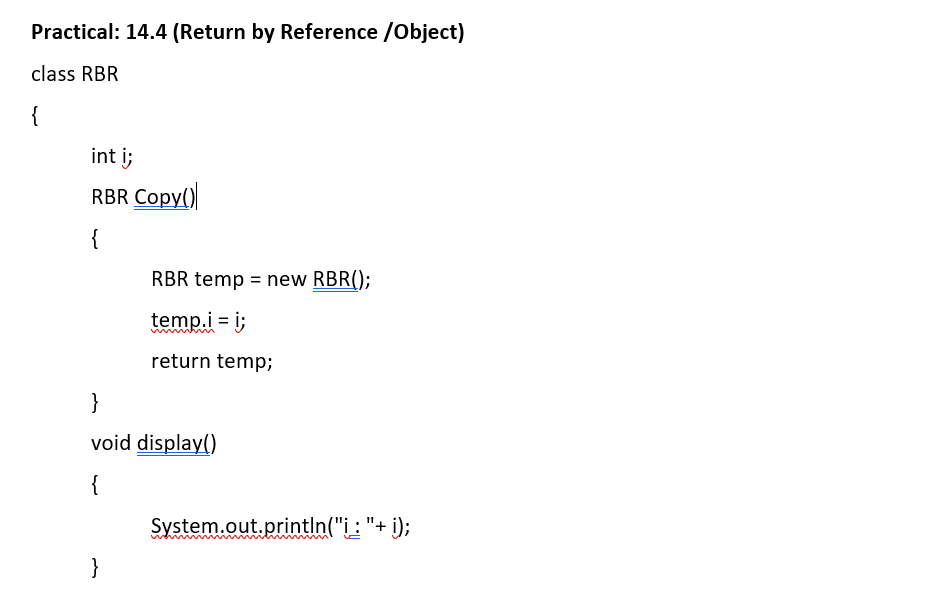 Practical: 14.4 (Return by Reference /Object)
class RBR
{
int i;
RBR Copy()
{
RBR temp = new RBR();
temp.i = i;
return temp;
}
void display()
{
System.out.println("i : "+ i);
}